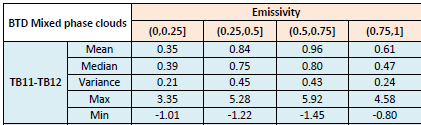 BTD Mixed phase clouds Emissivity
(0,0.25] (0.25,0.5] (0.5,0.75] (0.75,1]
TB11-TB12 Mean 0.35 0.84 0.96 0.61
Median 0.39 0.75 0.80 0.47
Variance 0.21 0.45 0.43 0.24
Max 3.35 5.28 5.92 4.58
Min -1.01 -1.22 -1.45 -0.80